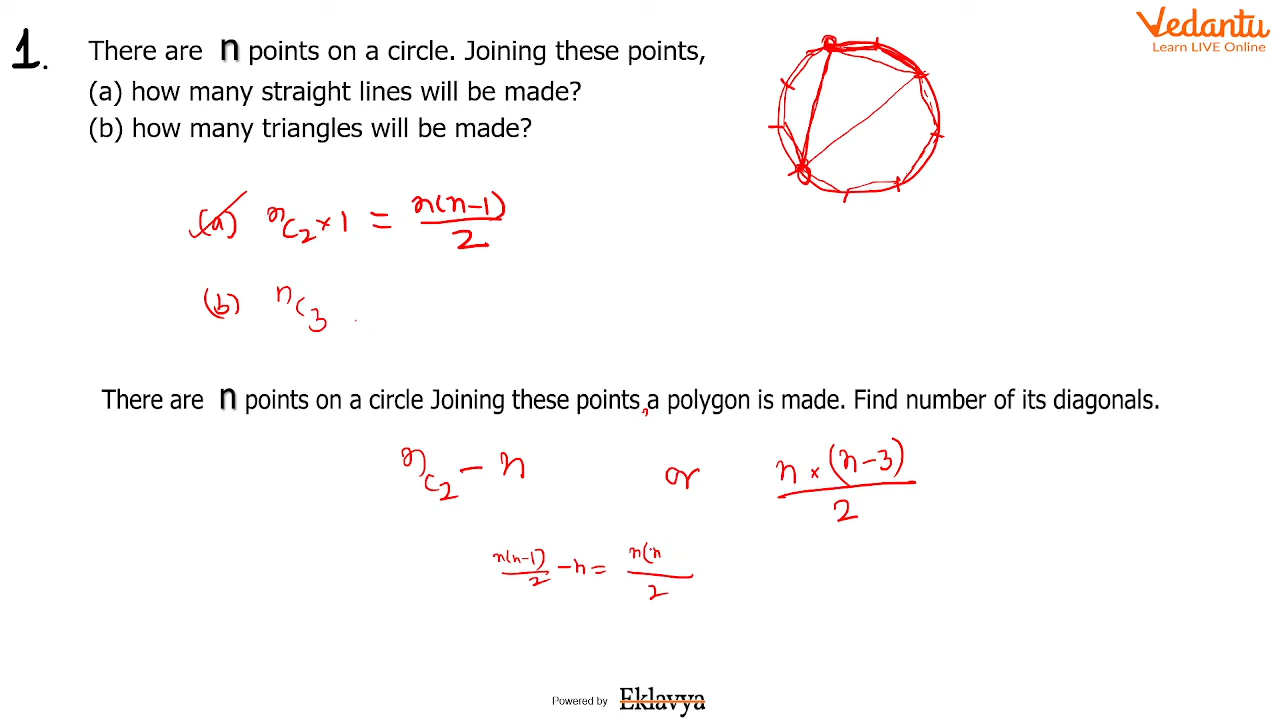 Vedantu
Learn LIVE Online
1.
There are n points on a circle. Joining these points,
(a) how many straight lines will be made?
(b) how many triangles will be made?
(a) ⁿC₂ × 1 = n(n-1)/2
(b) ⁿC₃
There are n points on a circle Joining these points, a polygon is made. Find number of its diagonals.
ⁿC₂ - n or n × (n-3)/2
n(n-1)/2 - n = n(n/2
Powered by Eklavya